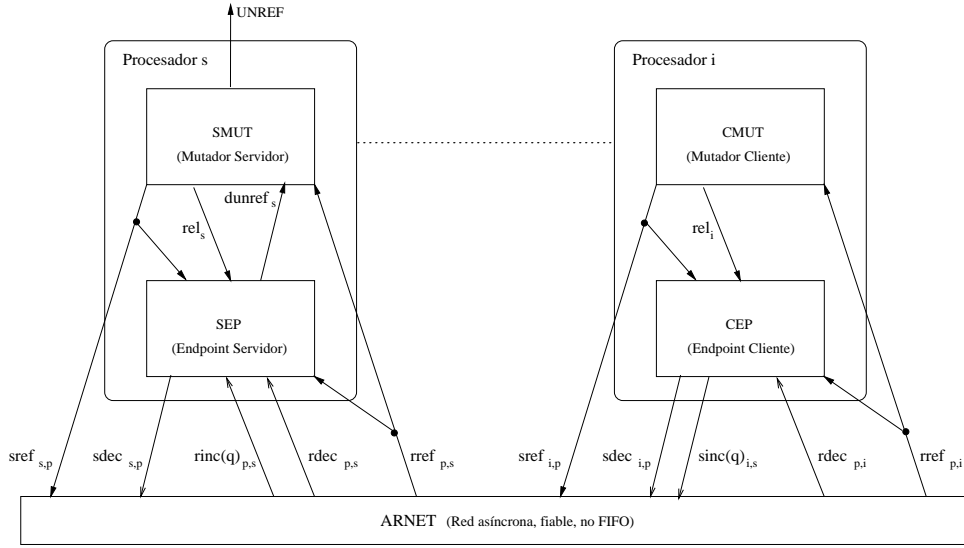 UNREF
Procesador s
Procesador i
SMUT
(Mutador Servidor)
CMUT
(Mutador Cliente)
dunref s
rel s
rel i
SEP
(Endpoint Servidor)
CEP
(Endpoint Cliente)
sref s,p
sdec s,p
rinc(q) p,s
rdec p,s
rref p,s
sref i,p
sdec i,p
sinc(q) i,s
rdec p,i
rref p,i
ARNET (Red asíncrona, fiable, no FIFO)